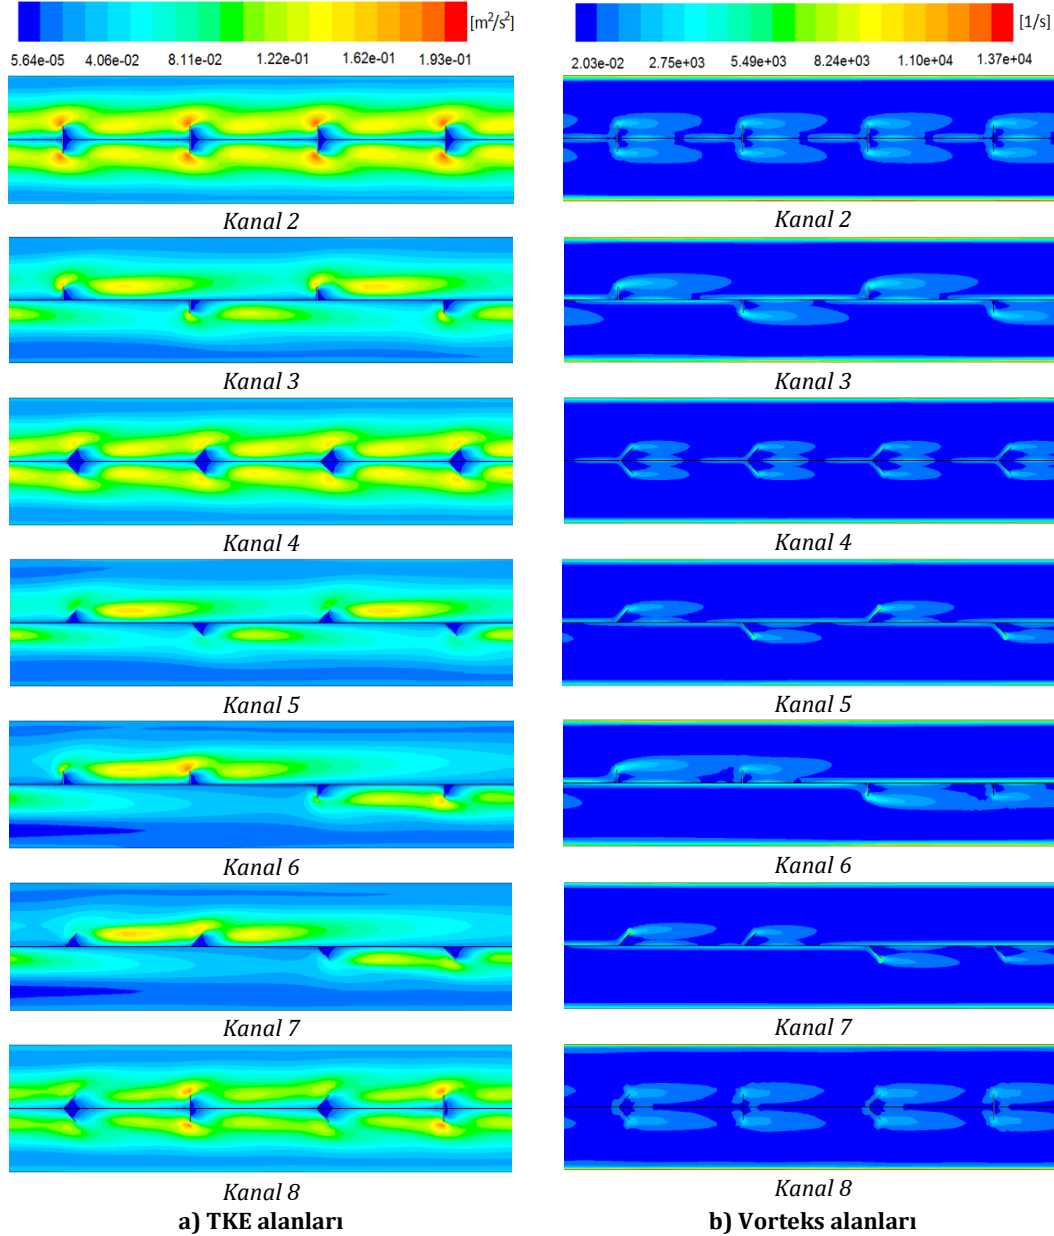 [m²/s²]
5.64e-05 4.06e-02 8.11e-02 1.22e-01 1.62e-01 1.93e-01
[1/s]
2.03e-02 2.75e+03 5.49e+03 8.24e+03 1.10e+04 1.37e+04
Kanal 2
Kanal 2
Kanal 3
Kanal 3
Kanal 4
Kanal 4
Kanal 5
Kanal 5
Kanal 6
Kanal 6
Kanal 7
Kanal 7
Kanal 8
Kanal 8
a) TKE alanları
b) Vorteks alanları